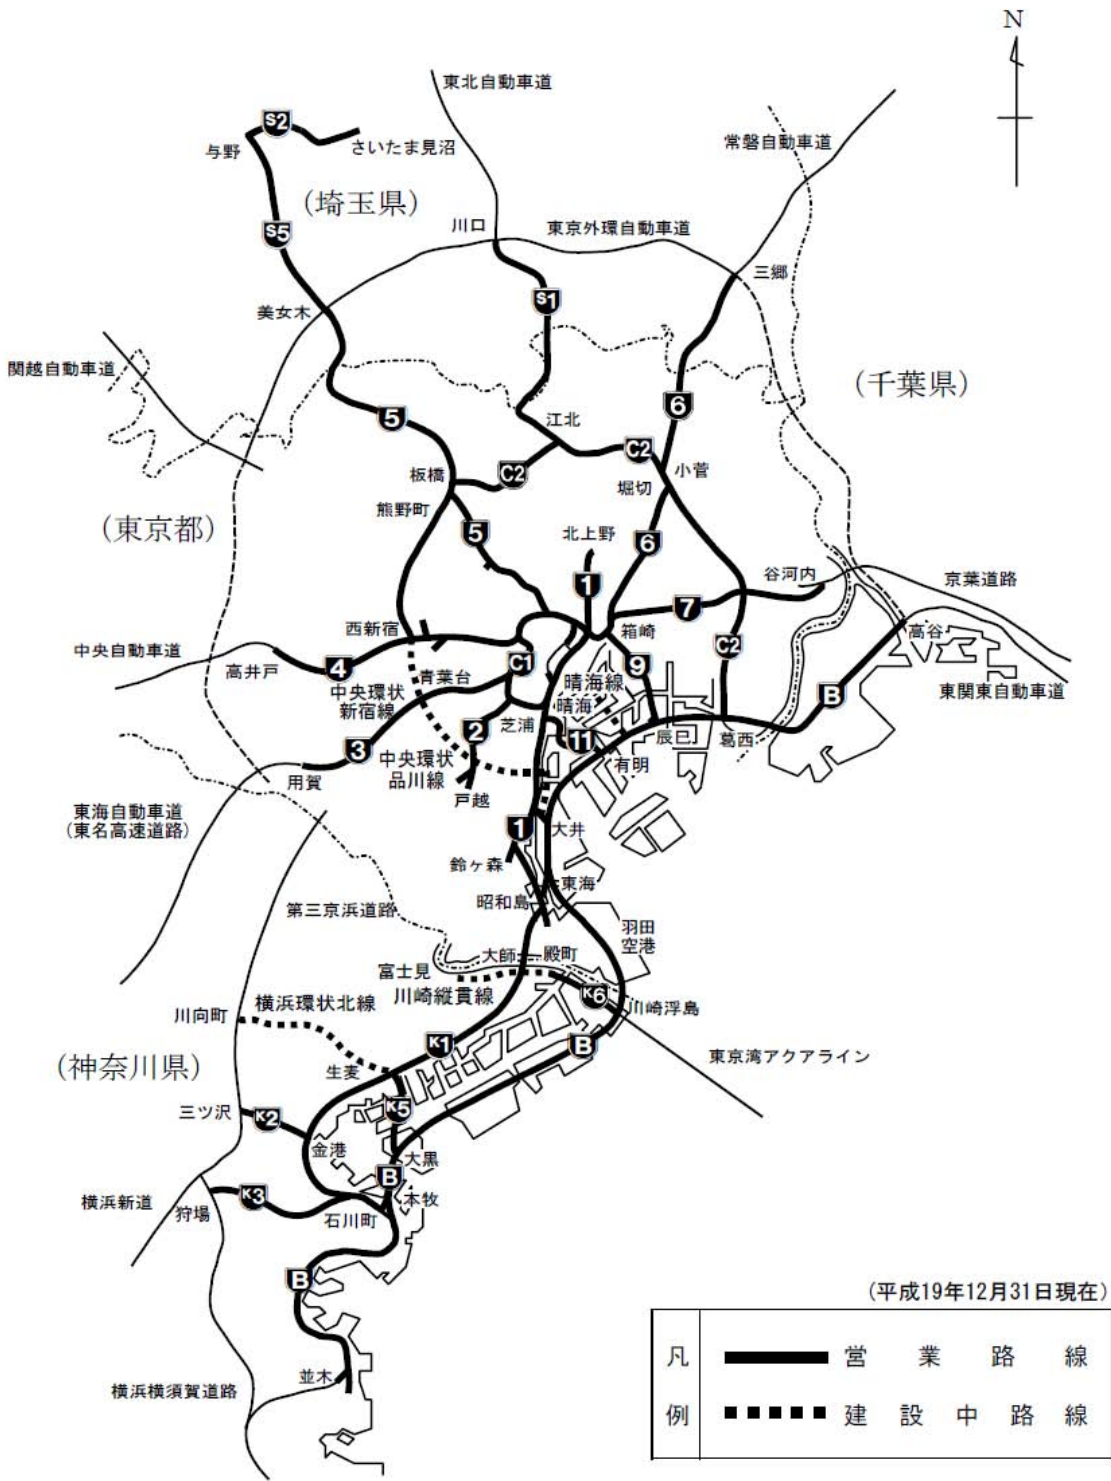 N
東北自動車道
S2
常磐自動車道
与野
さいたま見沼
(埼玉県)
川口
東京外環自動車道
S5
三郷
S1
美女木
関越自動車道
(千葉県)
6
5
江北
C2
小菅
板橋
C2
堀切
熊野町
(東京都)
5
北上野
6
谷河内
京葉道路
1
7
西新宿
箱崎
高谷
中央自動車道
高井戸
4
青葉台
C1
9
C2
晴海線
中央環状
新宿線
晴海
B
東関東自動車道
芝浦
2
11
辰巳
葛西
3
中央環状
品川線
有明
用賀
戸越
東海自動車道
(東名高速道路)
1
大井
鈴ヶ森
東海
昭和島
第三京浜道路
羽田
空港
大師
殿町
富士見
川崎縦貫線
K6
川崎浮島
横浜環状北線
川向町
K1
B
東京湾アクアライン
(神奈川県)
生麦
K5
三ツ沢
K2
金港
大黒
B
横浜新道
K3
本牧
狩場
石川町
B
(平成19年12月31日現在)
並木
横浜横須賀道路
凡例
営業路線
建設中路線